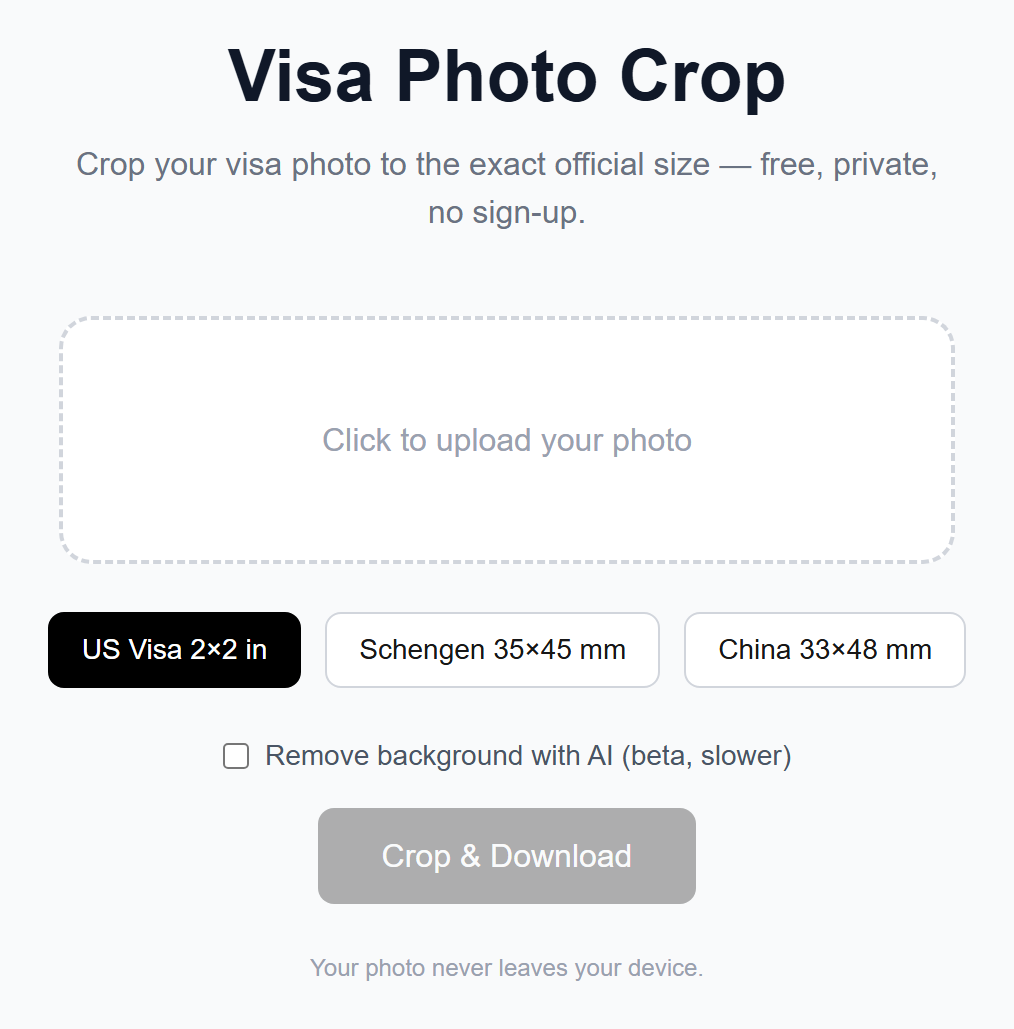 Visa Photo Crop
Crop your visa photo to the exact official size — free, private,
no sign-up.
Click to upload your photo
US Visa 2×2 in
Schengen 35×45 mm
China 33×48 mm
Remove background with AI (beta, slower)
Crop & Download
Your photo never leaves your device.